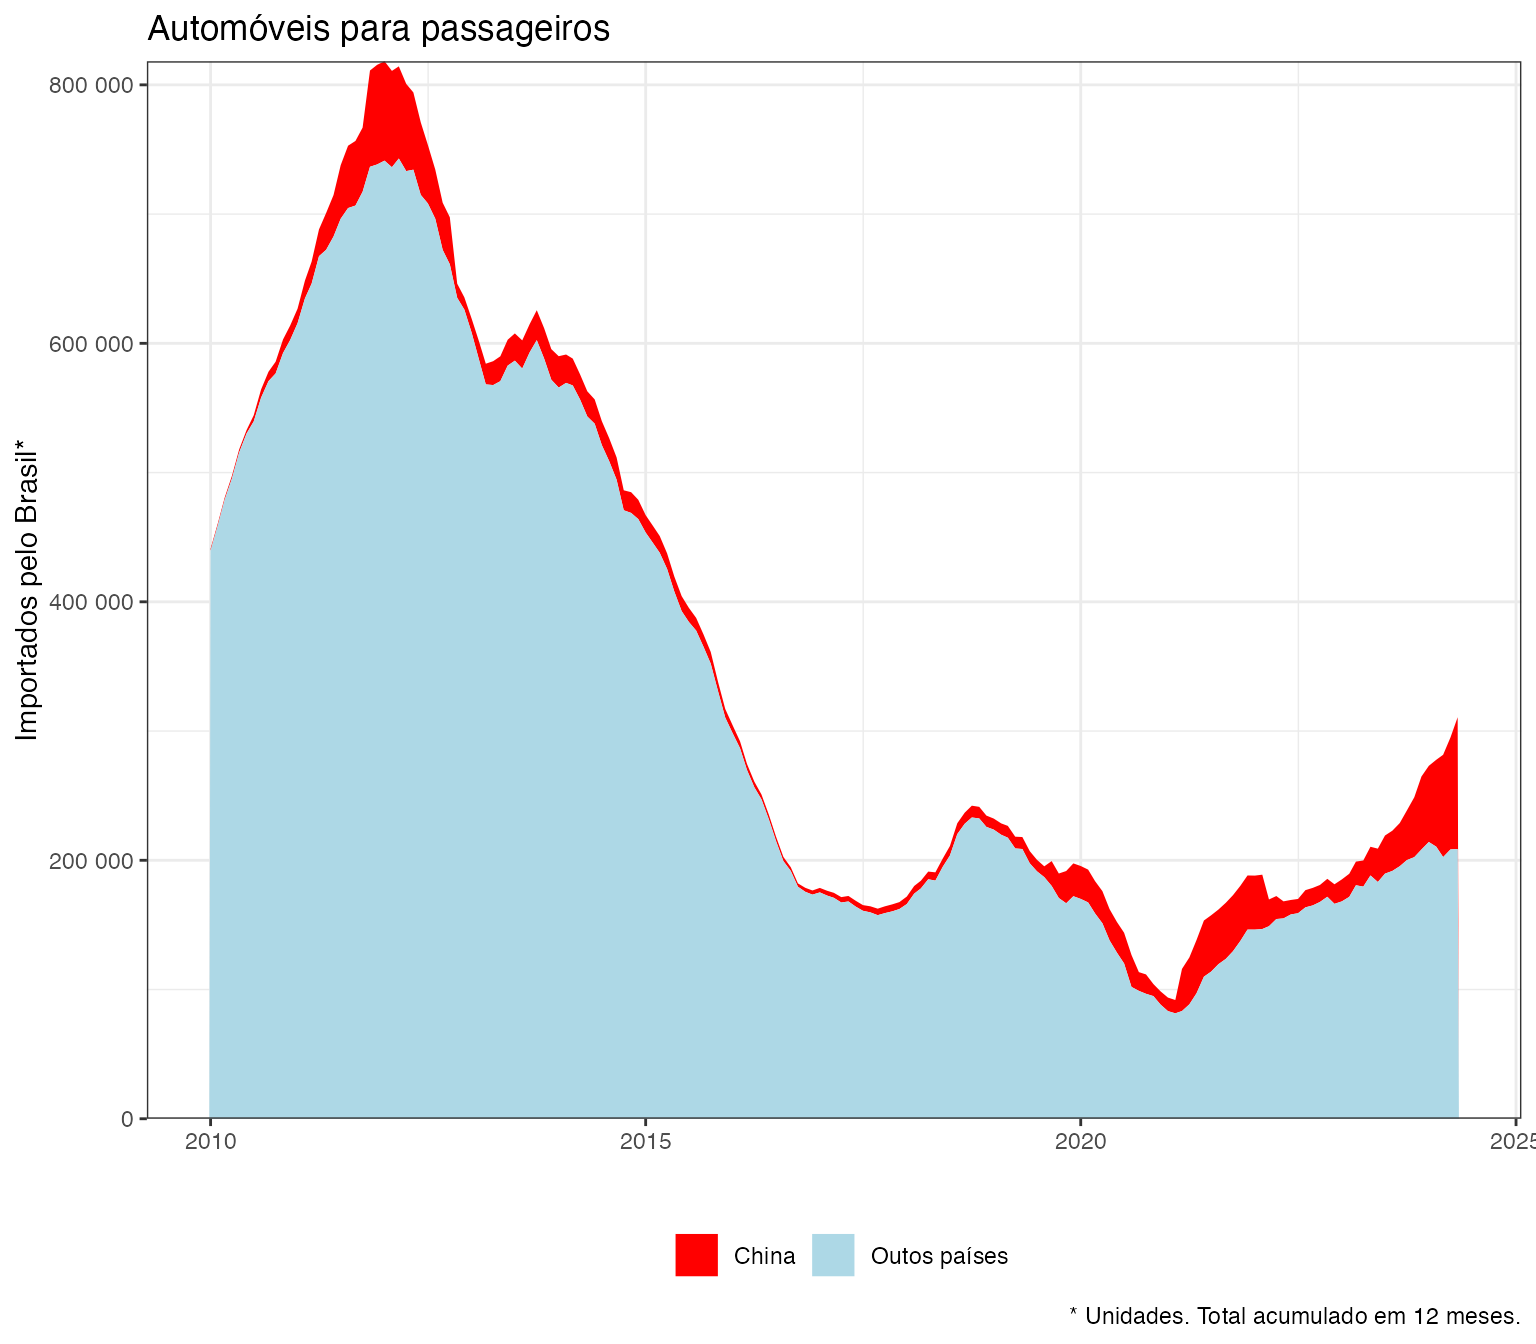 Automóveis para passageiros
Importados pelo Brasil*
800 000
600 000
400 000
200 000
0
2010
2015
2020
2025
China
Outos países
* Unidades. Total acumulado em 12 meses.